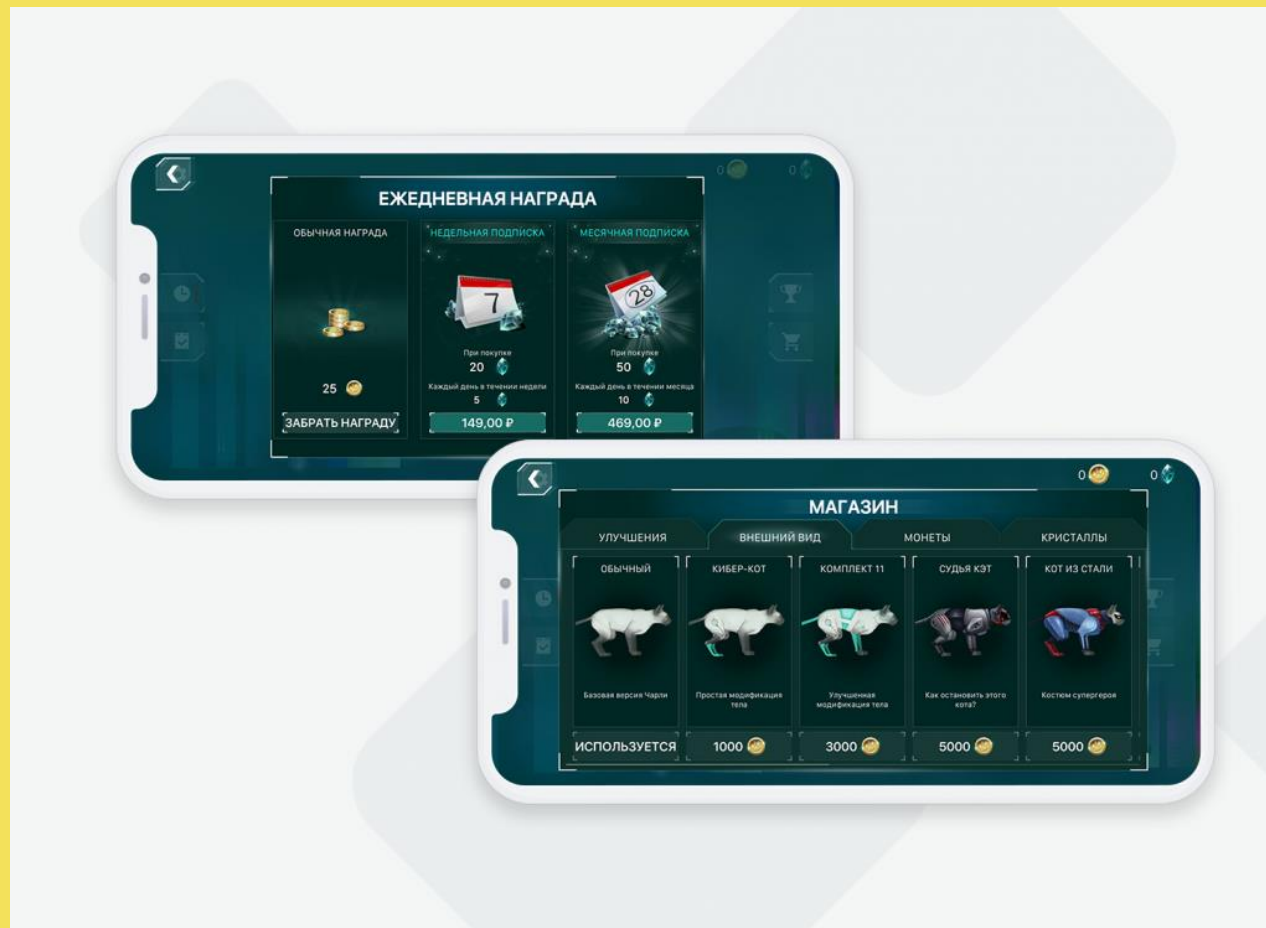 0
0
ЕЖЕДНЕВНАЯ НАГРАДА
ОБЫЧНАЯ НАГРАДА
25
ЗАБРАТЬ НАГРАДУ
НЕДЕЛЬНАЯ ПОДПИСКА
7
При покупке
20
Каждый день в течении недели
5
149,00 ₽
МЕСЯЧНАЯ ПОДПИСКА
28
При покупке
50
Каждый день в течении месяца
10
469,00 ₽
0
0
МАГАЗИН
УЛУЧШЕНИЯ
ВНЕШНИЙ ВИД
МОНЕТЫ
КРИСТАЛЛЫ
ОБЫЧНЫЙ
Базовая версия Чарли
ИСПОЛЬЗУЕТСЯ
КИБЕР-КОТ
Простая модификация
тела
1000
КОМПЛЕКТ 11
Улучшенная
модификация тела
3000
СУДЬЯ КЭТ
Как остановить этого
кота?
5000
КОТ ИЗ СТАЛИ
Костюм супергероя
5000